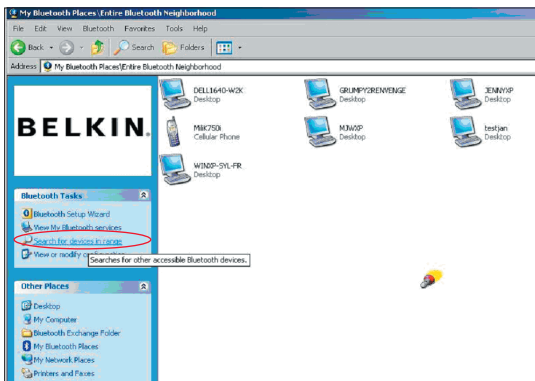 My Bluetooth Places\Entire Bluetooth Neighborhood
File Edit View Bluetooth Favorites Tools Help
Back Search Folders
Address My Bluetooth Places\Entire Bluetooth Neighborhood
BELKIN.
Bluetooth Tasks
Bluetooth Setup Wizard
View My Bluetooth services
Search for devices in range
View or modify
Searches for other accessible Bluetooth devices.
Other Places
Desktop
My Computer
Bluetooth Exchange Folder
My Bluetooth Places
My Network Places
Printers and Faxes
DELL1640-W2K
Desktop
GRUMPY2RENYENGE
Desktop
JENNYXP
Desktop
MiliK750i
Cellular Phone
MJWXP
Desktop
testjan
Desktop
WINXP-SYL-FR
Desktop